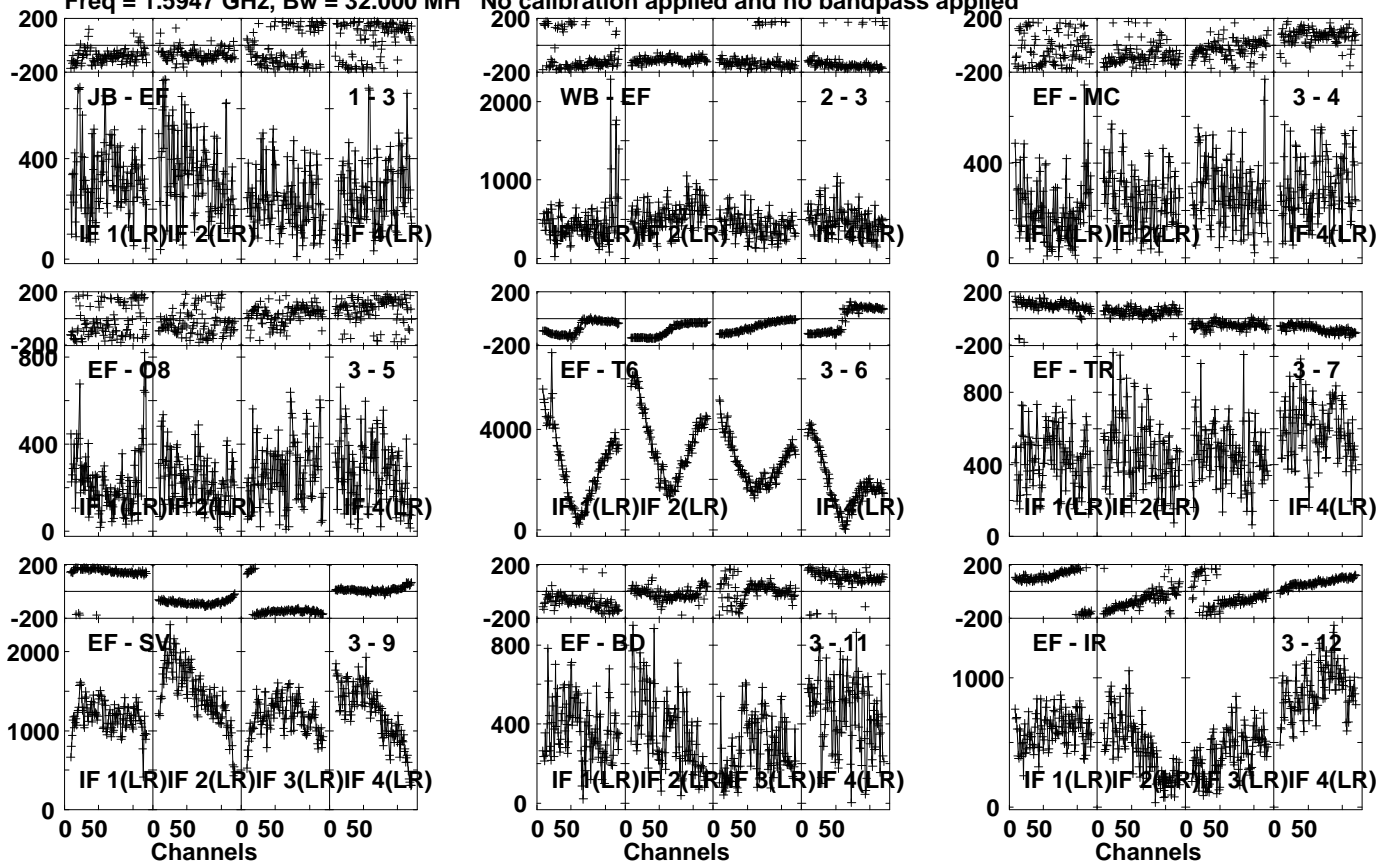 Freq = 1.5947 GHz, Bw = 32.000 MH No calibration applied and no bandpass applied
200
-200
JB - EF 1 - 3
400
0
IF 1(LR) IF 2(LR) IF 4(LR)
WB - EF 2 - 3
200
-200
2000
1000
0
IF 1(LR) IF 2(LR) IF 4(LR)
EF - MC 3 - 4
200
-200
400
0
IF 1(LR) IF 2(LR) IF 4(LR)
200
-200
EF - O8 3 - 5
800
400
0
IF 1(LR) IF 2(LR) IF 4(LR)
200
-200
EF - T6 3 - 6
4000
0
IF 1(LR) IF 2(LR) IF 4(LR)
200
-200
EF - TR 3 - 7
800
400
0
IF 1(LR) IF 2(LR) IF 4(LR)
200
-200
EF - SV 3 - 9
2000
1000
0
IF 1(LR) IF 2(LR) IF 3(LR) IF 4(LR)
0 50 0 50 0 50 0 50
Channels
200
-200
EF - BD 3 - 11
800
400
0
IF 1(LR) IF 2(LR) IF 3(LR) IF 4(LR)
0 50 0 50 0 50 0 50
Channels
200
-200
EF - IR 3 - 12
1000
0
IF 1(LR) IF 2(LR) IF 3(LR) IF 4(LR)
0 50 0 50 0 50 0 50
Channels